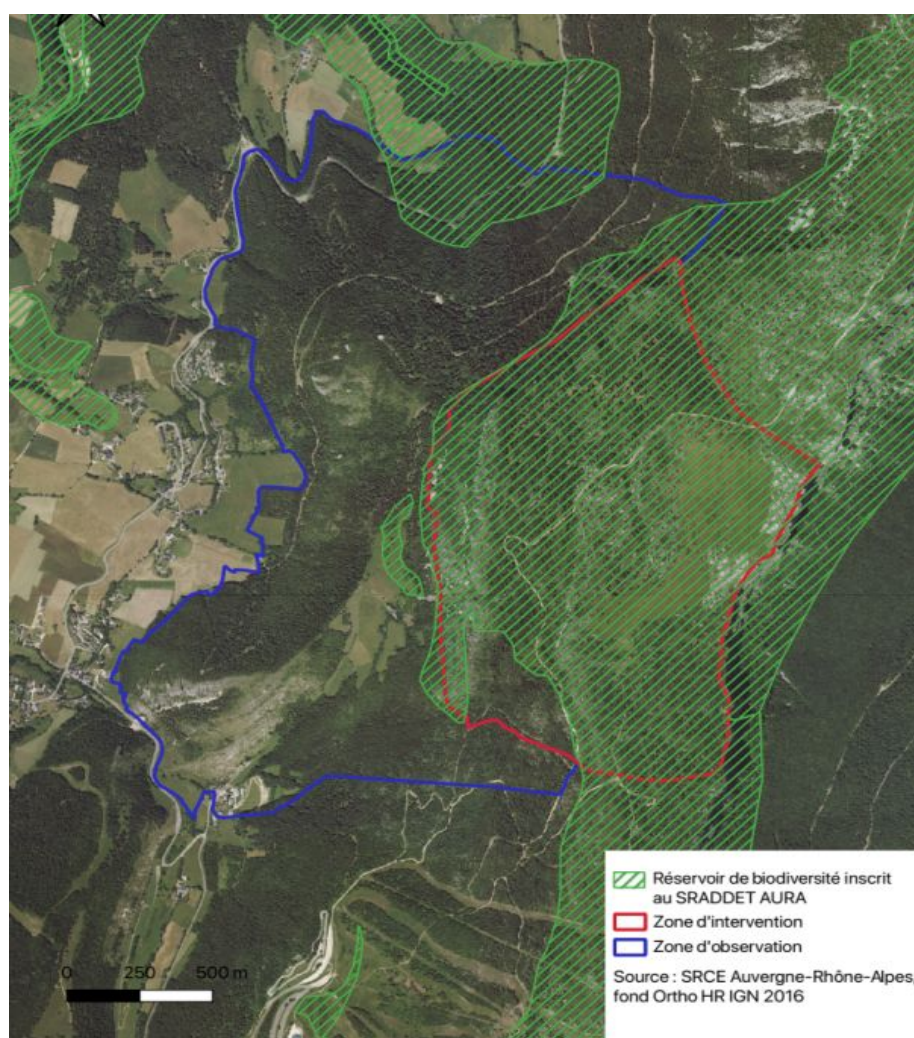 Réservoir de biodiversité inscrit
au SRADDET AURA
Zone d'intervention
Zone d'observation
Source : SRCE Auvergne-Rhône-Alpes,
fond Ortho HR IGN 2016
0 250 500 m